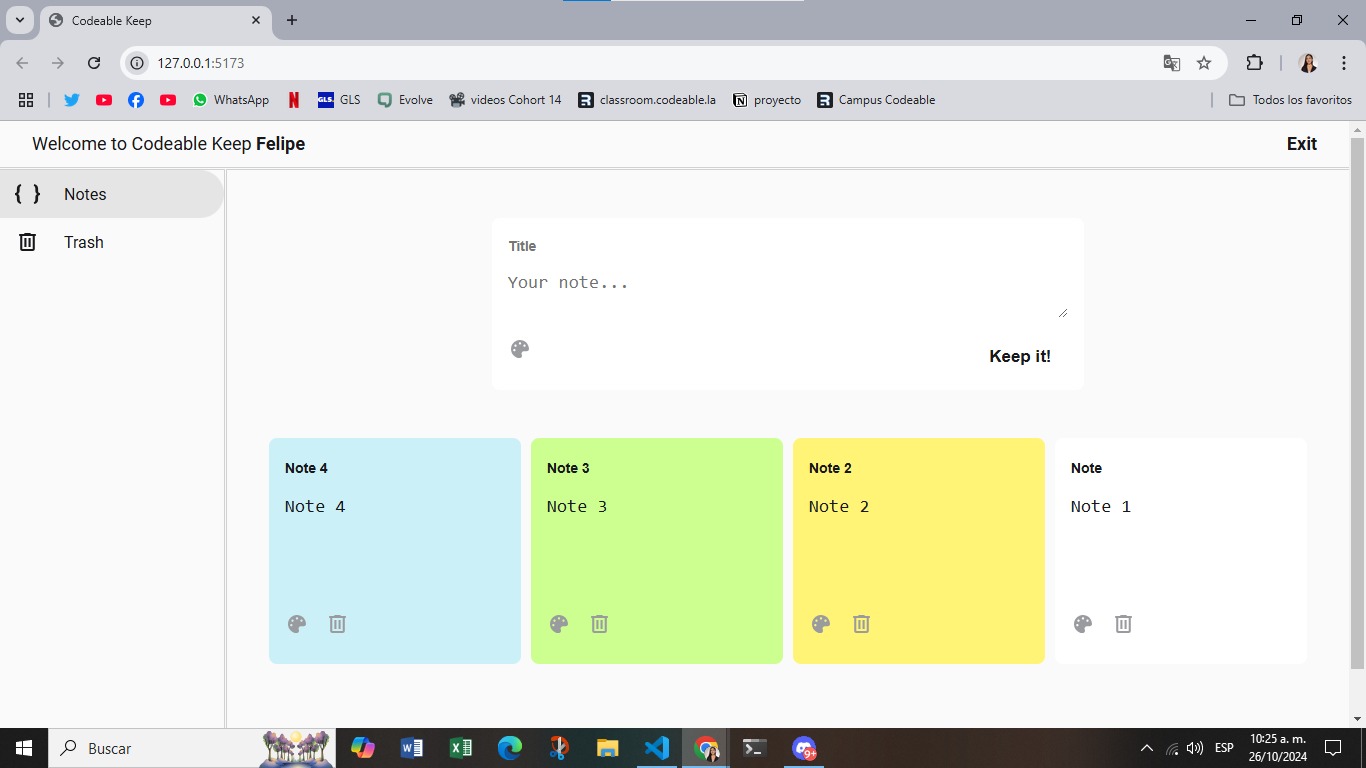 Codeable Keep
127.0.0.1:5173
WhatsApp
GLS.
GLS
Evolve
videos Cohort 14
classroom.codeable.la
proyecto
Campus Codeable
Todos los favoritos
Welcome to Codeable Keep Felipe
Exit
{ } Notes
Trash
Title
Your note...
Keep it!
Note 4
Note 4
Note 3
Note 3
Note 2
Note 2
Note
Note 1
Buscar
9+
ESP
10:25 a. m.
26/10/2024